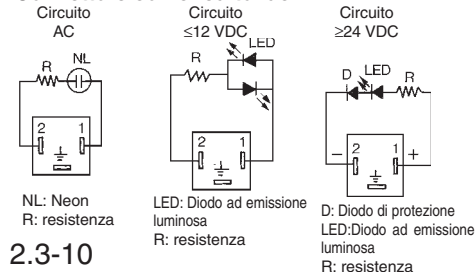 Circuito
AC
Circuito
≤12 VDC
Circuito
≥24 VDC
R
NL
2
1
NL: Neon
R: resistenza
LED
R
2
1
LED: Diodo ad emissione
luminosa
R: resistenza
D
LED
R
–
2
1
+
D: Diodo di protezione
LED:Diodo ad emissione
luminosa
R: resistenza
2.3-10